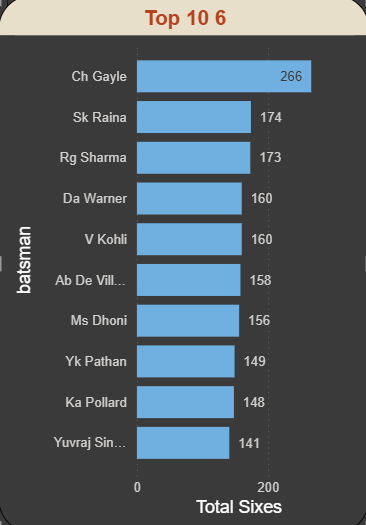 Top 10 6
Ch Gayle 266
Sk Raina 174
Rg Sharma 173
Da Warner 160
V Kohli 160
Ab De Vill... 158
Ms Dhoni 156
Yk Pathan 149
Ka Pollard 148
Yuvraj Sin... 141
batsman
0 200
Total Sixes